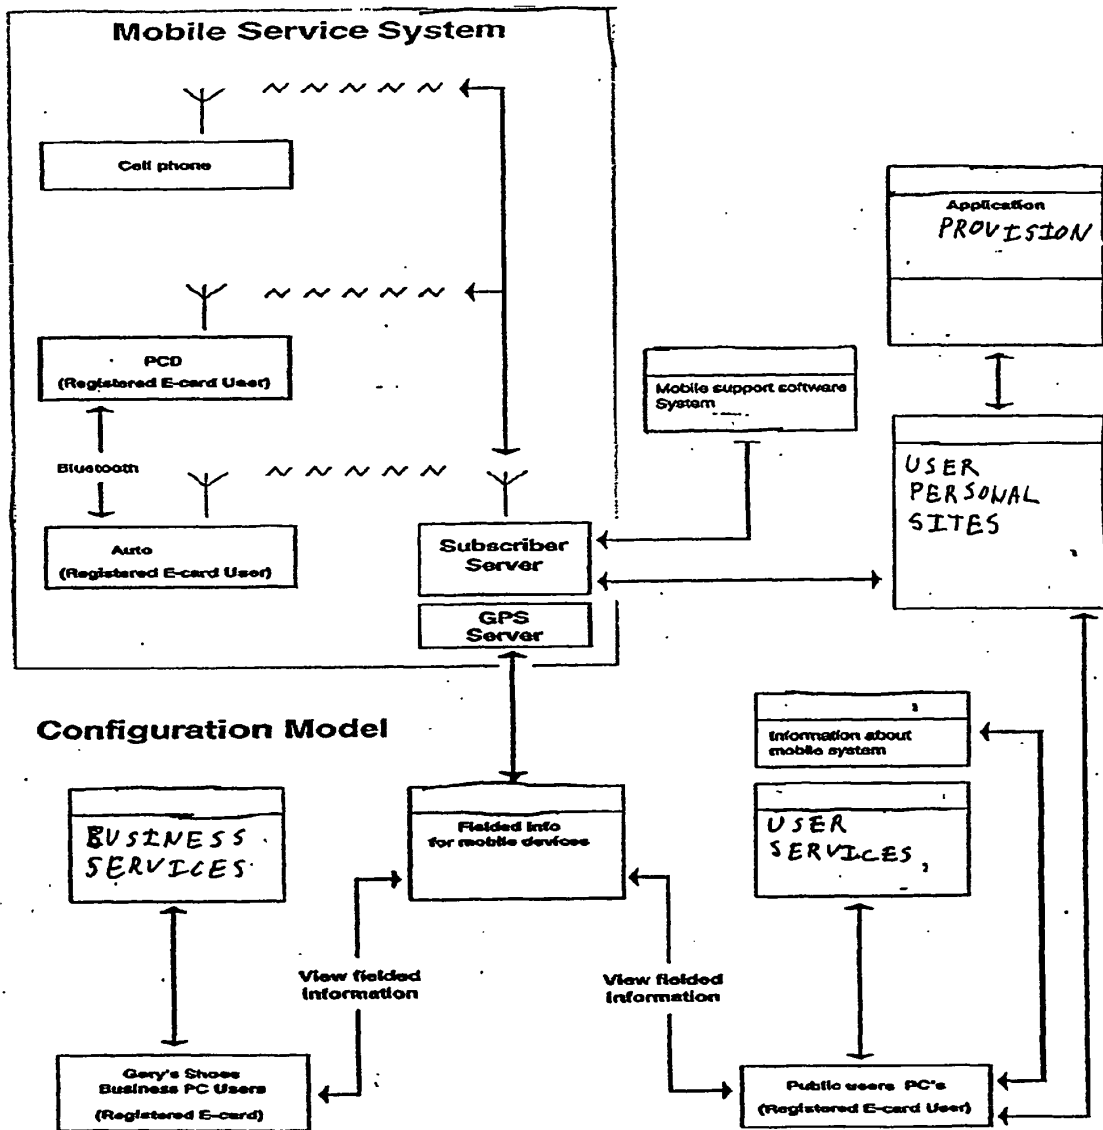 Mobile Service System
Cell phone
Application
PROVISION
PCD
(Registered E-card User)
Mobile support software
System
Bluetooth
USER
PERSONAL
SITES
Auto
(Registered E-card User)
Subscriber
Server
GPS
Server
Configuration Model
Information about
mobile system
BUSINESS
SERVICES
Fielded Info
for mobile devices
USER
SERVICES
View fielded
Information
View fielded
Information
Gery's Shoes
Business PC Users
(Registered E-card)
Public users PC's
(Registered E-card User)